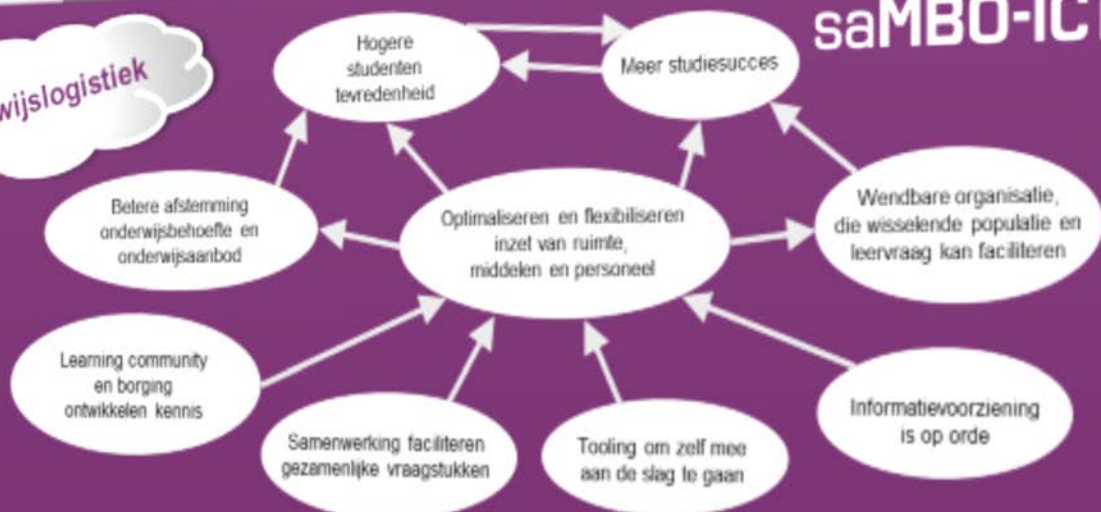 saMBO-ICT
wijslogistiek
Hogere
studenten
tevredenheid
Meer studiesucces
Betere afstemming
onderwijsbehoefte en
onderwijsaanbod
Optimaliseren en flexibiliseren
inzet van ruimte,
middelen en personeel
Wendbare organisatie,
die wisselende populatie en
leervraag kan faciliteren
Learning community
en borging
ontwikkelen kennis
Samenwerking faciliteren
gezamenlijke vraagstukken
Tooling om zelf mee
aan de slag te gaan
Informatievoorziening
is op orde